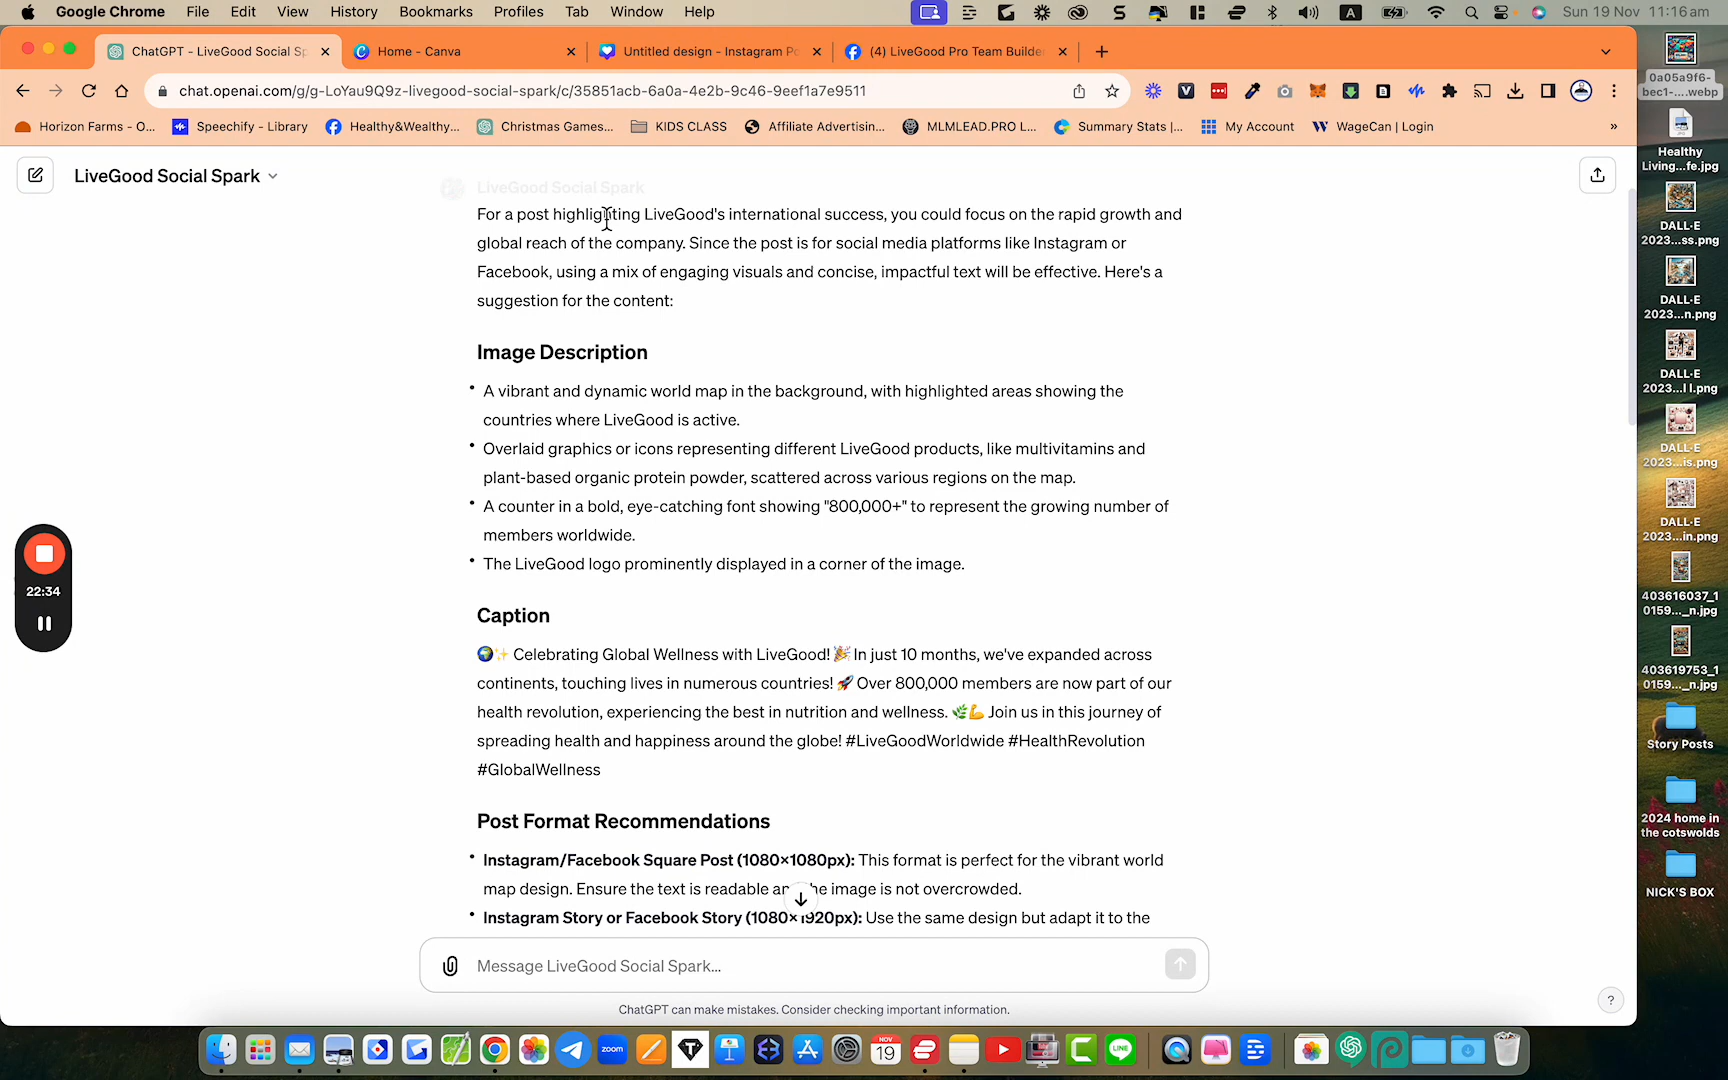 Google Chrome File Edit View History Bookmarks Profiles Tab Window Help A Sun 19 Nov 11:16am
ChatGPT - LiveGood Social Sp Home - Canva Untitled design - Instagram Po (4) LiveGood Pro Team Builde
chat.openai.com/g/g-LoYau9Q9z-livegood-social-spark/c/35851acb-6a0a-4e2b-9c46-9eef1a7e9511
Horizon Farms - O... Speechify - Library Healthy&Wealthy... Christmas Games... KIDS CLASS Affiliate Advertisin... MLMLEAD.PRO L... Summary Stats |... My Account WageCan | Login »
LiveGood Social Spark
LiveGood Social Spark
For a post highlighting LiveGood's international success, you could focus on the rapid growth and
global reach of the company. Since the post is for social media platforms like Instagram or
Facebook, using a mix of engaging visuals and concise, impactful text will be effective. Here's a
suggestion for the content:
Image Description
• A vibrant and dynamic world map in the background, with highlighted areas showing the
countries where LiveGood is active.
• Overlaid graphics or icons representing different LiveGood products, like multivitamins and
plant-based organic protein powder, scattered across various regions on the map.
• A counter in a bold, eye-catching font showing "800,000+" to represent the growing number of
members worldwide.
• The LiveGood logo prominently displayed in a corner of the image.
Caption
🌍✨ Celebrating Global Wellness with LiveGood! 🎉 In just 10 months, we've expanded across
continents, touching lives in numerous countries! 🚀 Over 800,000 members are now part of our
health revolution, experiencing the best in nutrition and wellness. 🌿💪 Join us in this journey of
spreading health and happiness around the globe! #LiveGoodWorldwide #HealthRevolution
#GlobalWellness
Post Format Recommendations
• Instagram/Facebook Square Post (1080×1080px): This format is perfect for the vibrant world
map design. Ensure the text is readable an he image is not overcrowded.
• Instagram Story or Facebook Story (1080×1920px): Use the same design but adapt it to the
Message LiveGood Social Spark...
ChatGPT can make mistakes. Consider checking important information.
?
22:34
0a05a9f6-
bec1-....webp
Healthy
Living...fe.jpg
DALL·E
2023...ss.png
DALL·E
2023...n.png
DALL·E
2023...l l.png
DALL·E
2023...is.png
DALL·E
2023...in.png
403616037_1
0159..._n.jpg
403619753_1
0159..._n.jpg
Story Posts
2024 home in
the cotswolds
NICK'S BOX
zoom
NOV
19
LINE